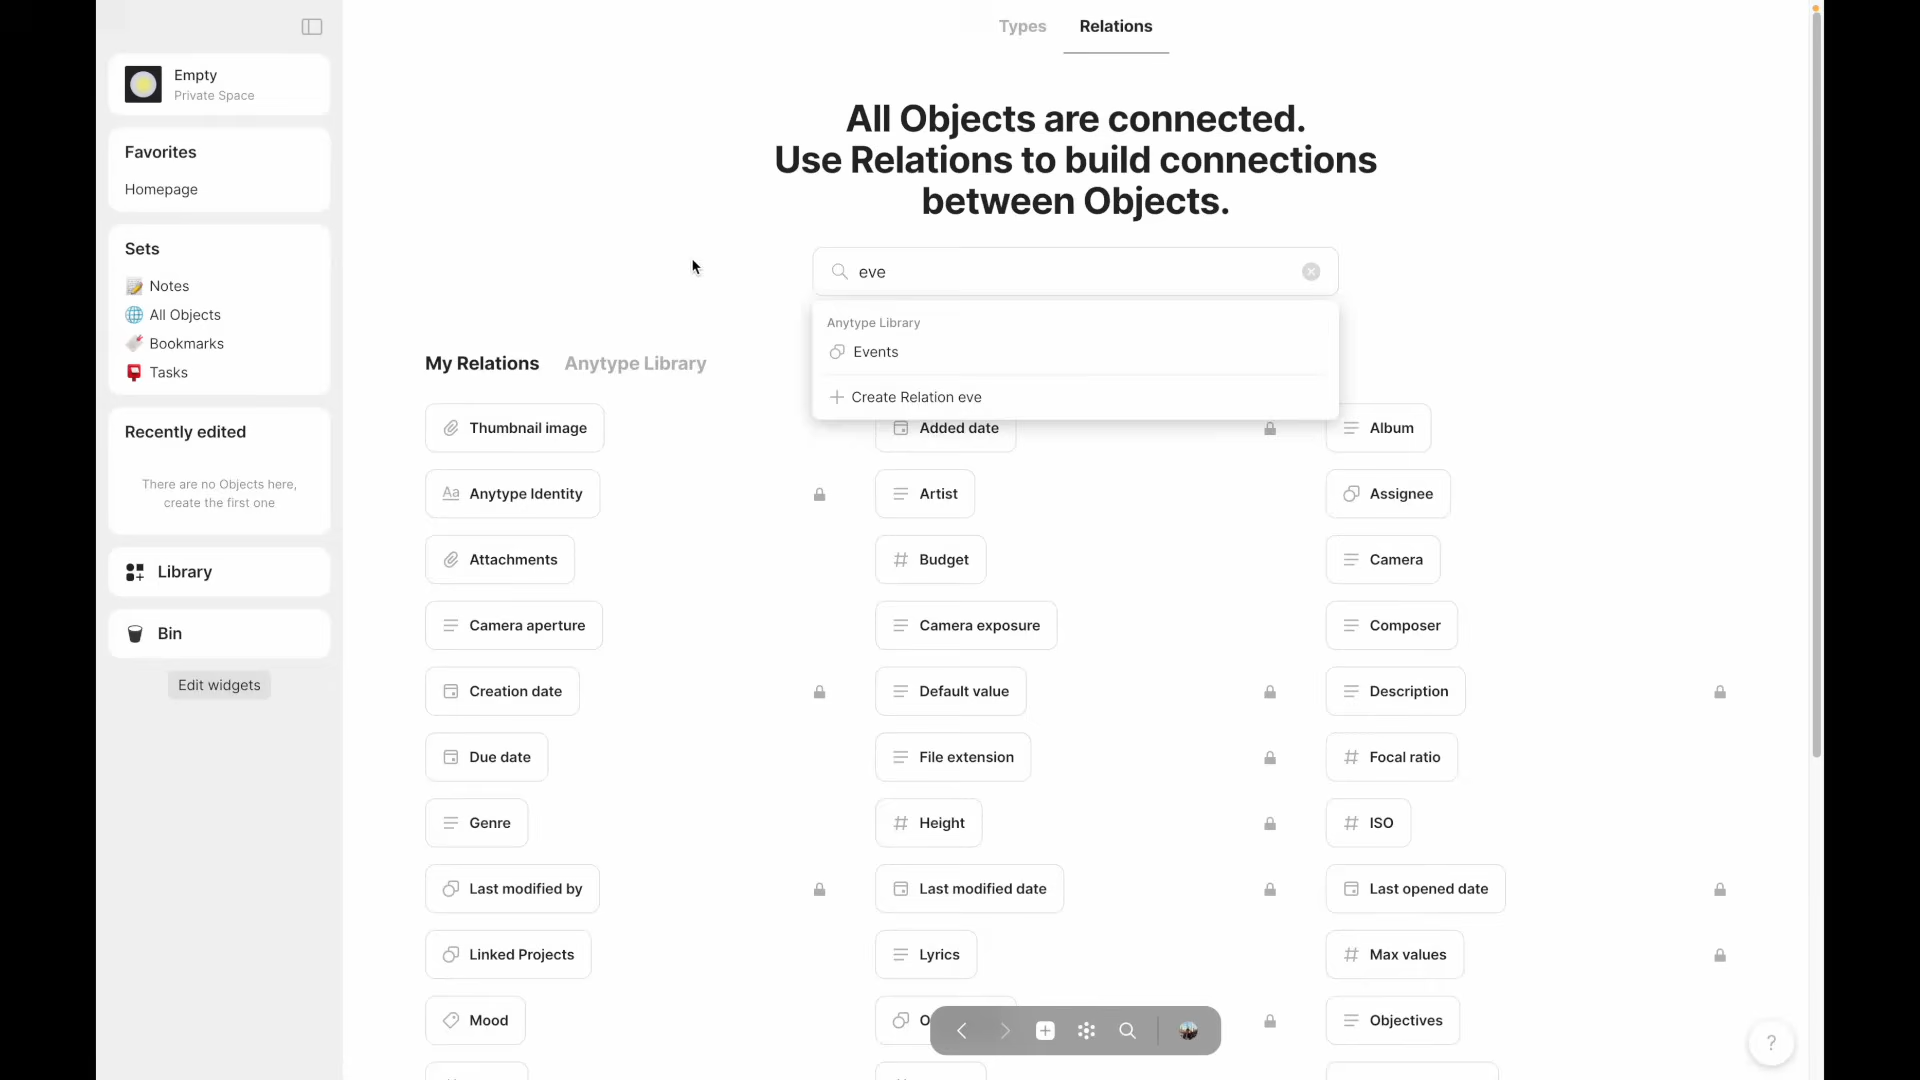 Types
Relations
Empty
Private Space
Favorites
Homepage
Sets
Notes
All Objects
Bookmarks
Tasks
Recently edited
There are no Objects here,
create the first one
Library
Bin
Edit widgets
All Objects are connected.
Use Relations to build connections
between Objects.
eve
Anytype Library
Events
Create Relation eve
My Relations
Anytype Library
Thumbnail image
Added date
Album
Aa
Anytype Identity
Artist
Assignee
Attachments
Budget
Camera
Camera aperture
Camera exposure
Composer
Creation date
Default value
Description
Due date
File extension
Focal ratio
Genre
Height
ISO
Last modified by
Last modified date
Last opened date
Linked Projects
Lyrics
Max values
Mood
Objectives
?